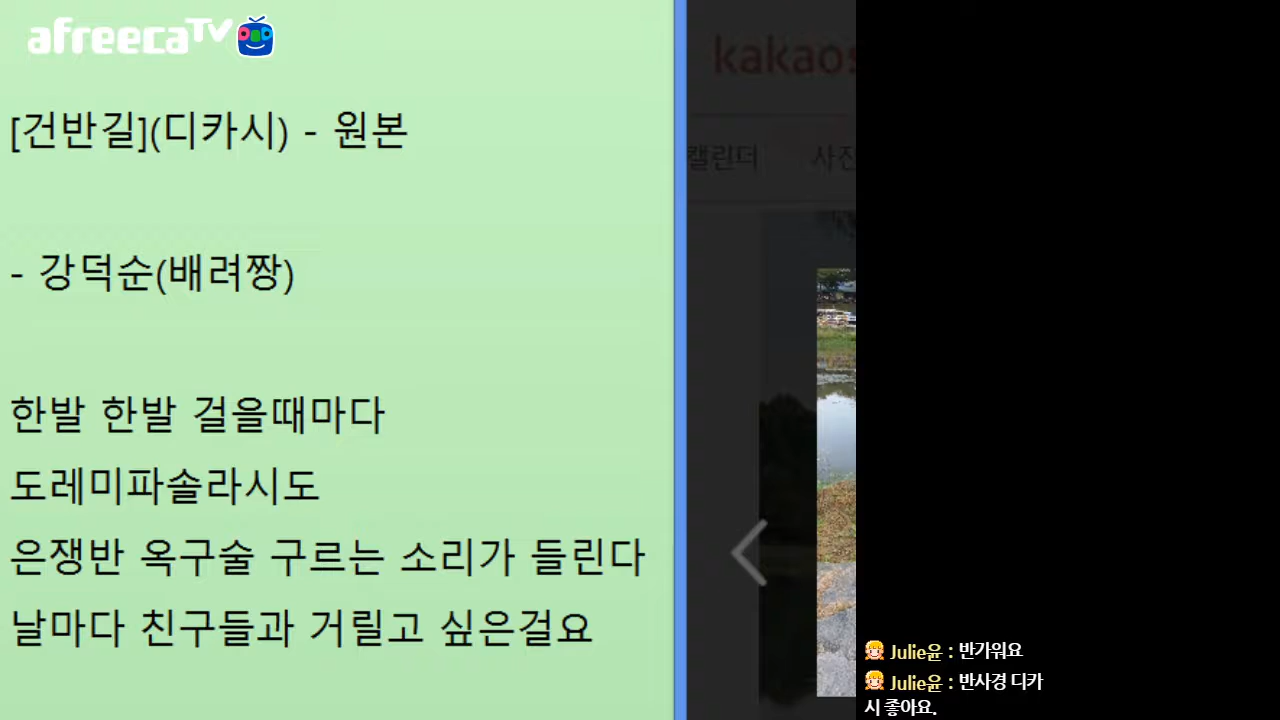 afreecaTV
[건반길](디카시) - 원본
- 강덕순(배려짱)
한발 한발 걸을때마다
도레미파솔라시도
은쟁반 옥구술 구르는 소리가 들린다
날마다 친구들과 거릴고 싶은걸요
kakaos
캘린더 사진
Julie윤 : 반가워요
Julie윤 : 반사경 디카
시 좋아요.